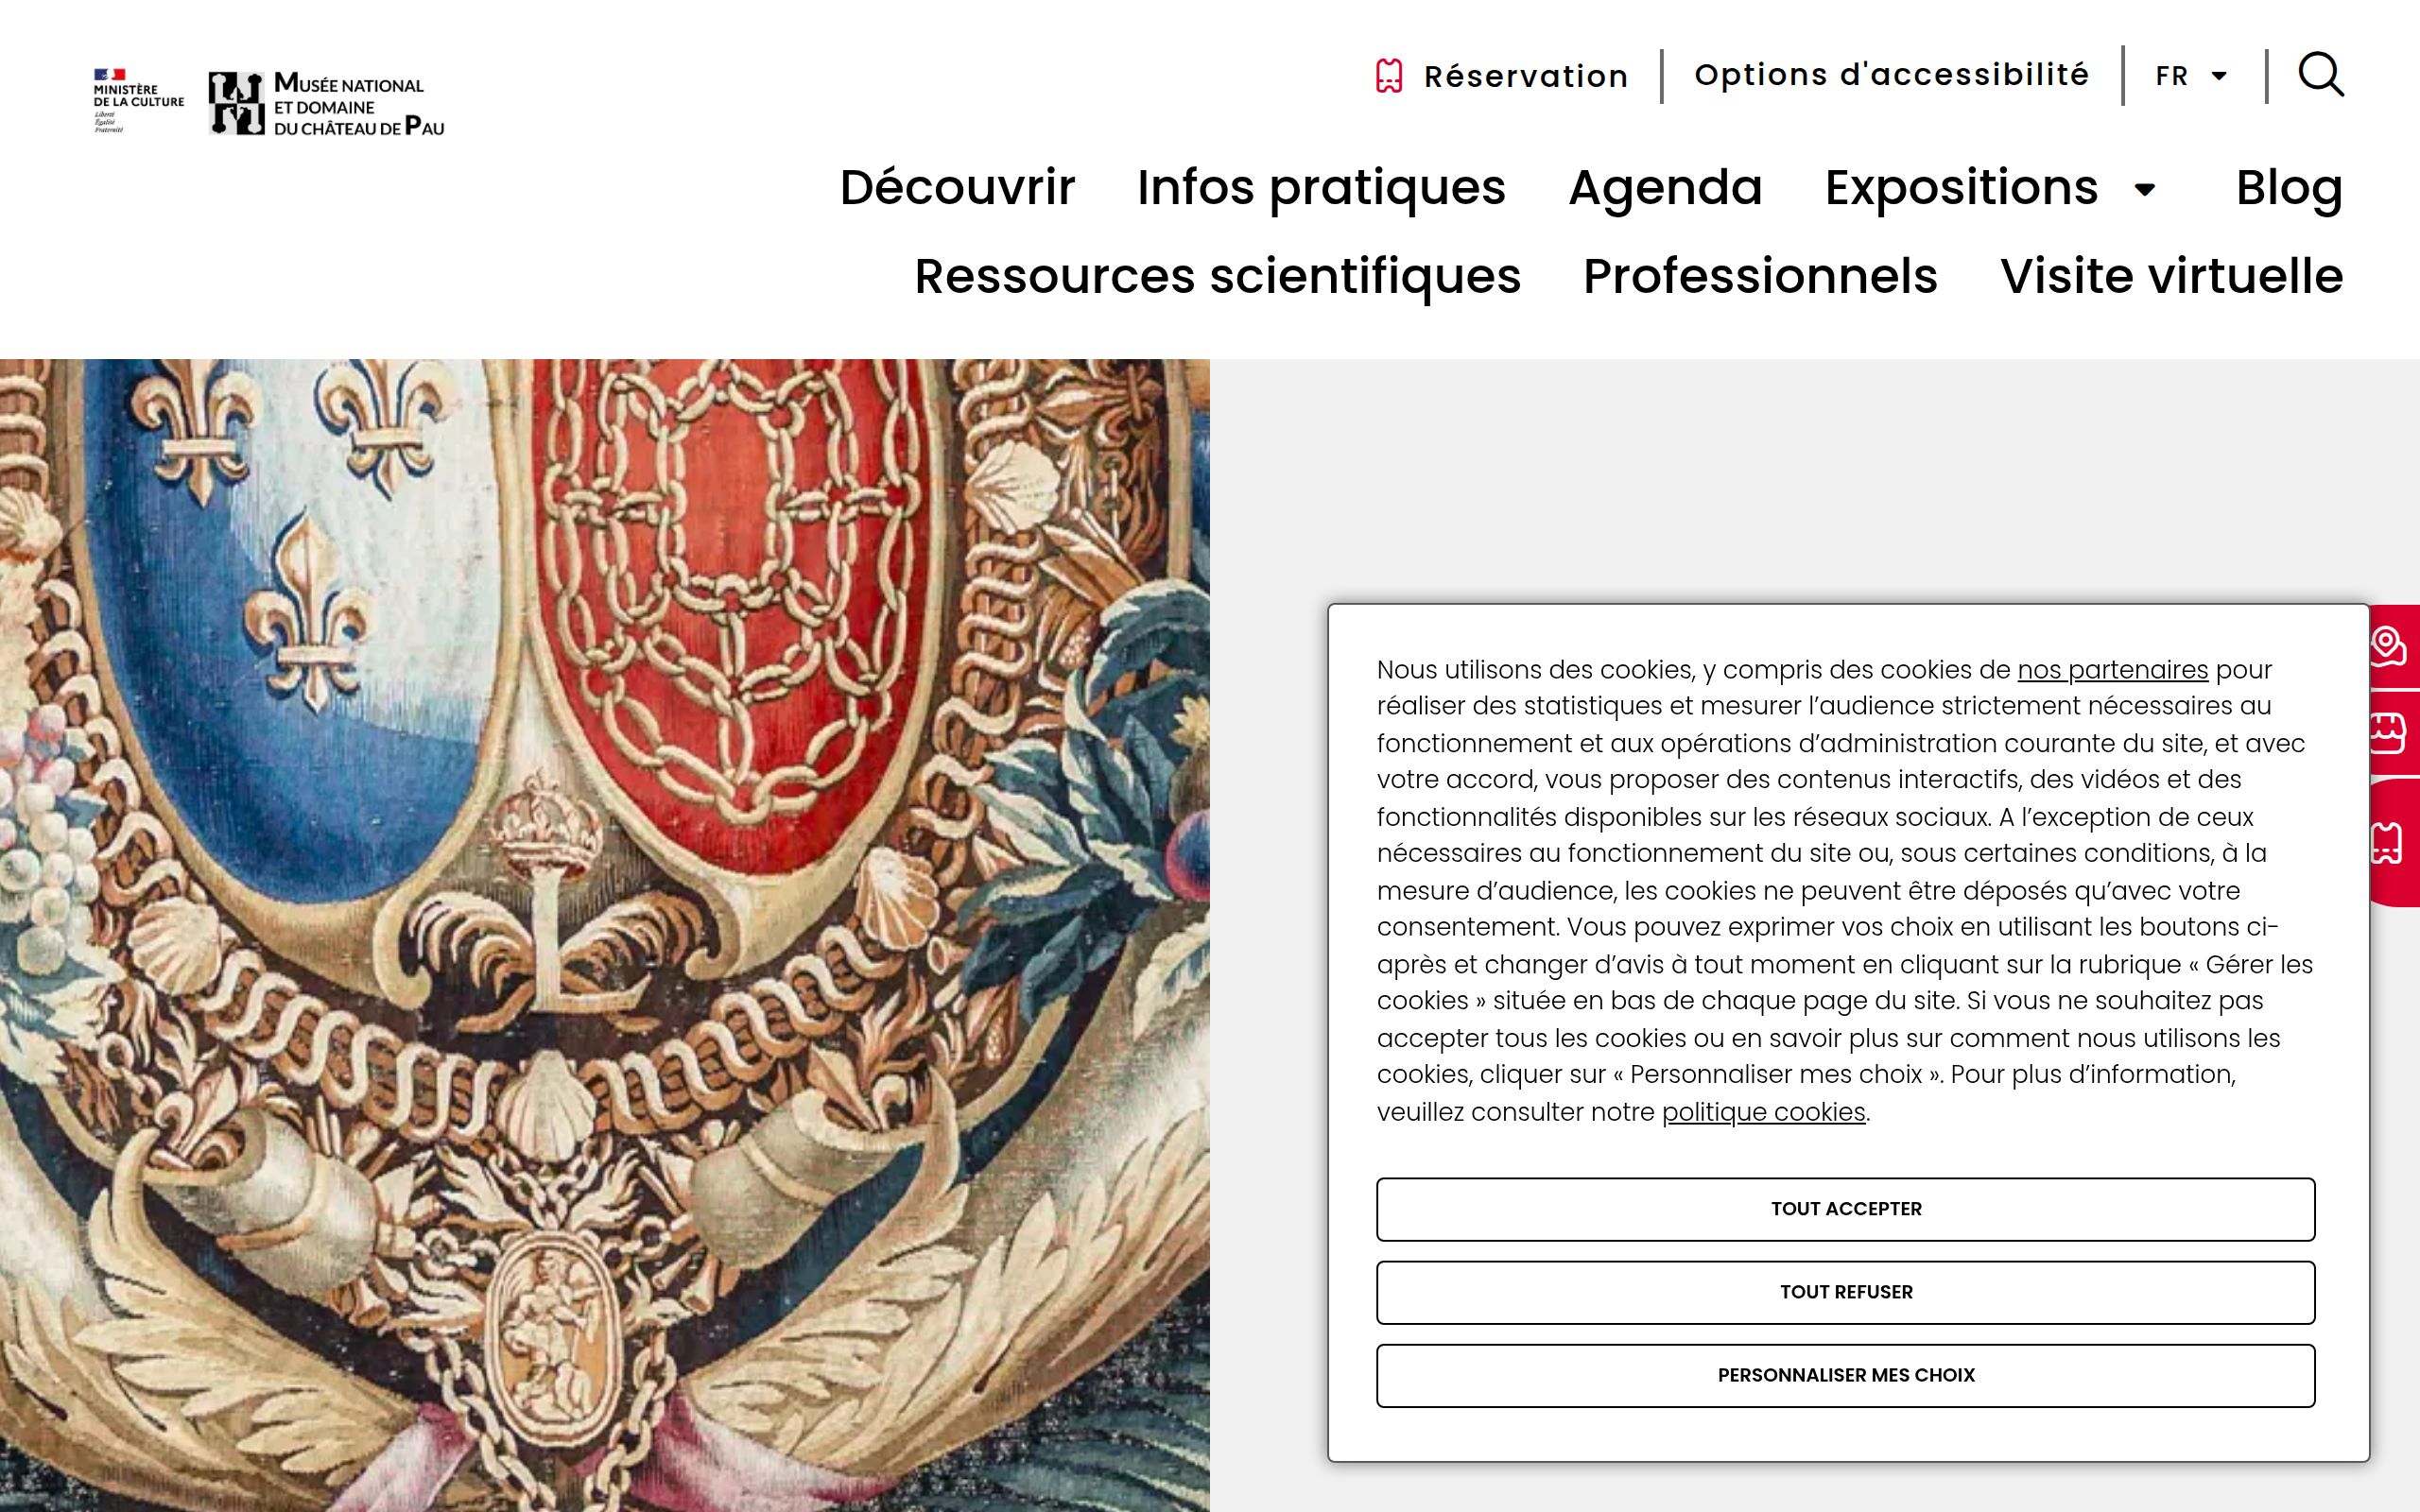 MINISTÈRE
DE LA CULTURE
Liberté
Égalité
Fraternité
MUSÉE NATIONAL
ET DOMAINE
DU CHÂTEAU DE PAU
Réservation
Options d'accessibilité
FR
Découvrir
Infos pratiques
Agenda
Expositions
Blog
Ressources scientifiques
Professionnels
Visite virtuelle
L
Nous utilisons des cookies, y compris des cookies de nos partenaires pour
réaliser des statistiques et mesurer l’audience strictement nécessaires au
fonctionnement et aux opérations d’administration courante du site, et avec
votre accord, vous proposer des contenus interactifs, des vidéos et des
fonctionnalités disponibles sur les réseaux sociaux. A l’exception de ceux
nécessaires au fonctionnement du site ou, sous certaines conditions, à la
mesure d’audience, les cookies ne peuvent être déposés qu’avec votre
consentement. Vous pouvez exprimer vos choix en utilisant les boutons ci-
après et changer d’avis à tout moment en cliquant sur la rubrique « Gérer les
cookies » située en bas de chaque page du site. Si vous ne souhaitez pas
accepter tous les cookies ou en savoir plus sur comment nous utilisons les
cookies, cliquer sur « Personnaliser mes choix ». Pour plus d’information,
veuillez consulter notre politique cookies.
TOUT ACCEPTER
TOUT REFUSER
PERSONNALISER MES CHOIX